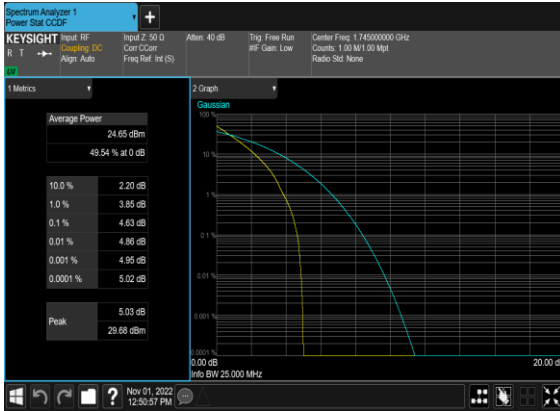 Spectrum Analyzer 1
Power Stat CCDF
+
KEYSIGHT Input: RF Input Z: 50 Ω Atten: 40 dB Trig: Free Run Center Freq: 1.745000000 GHz
R T Coupling: DC Corr CCorr #IF Gain: Low Counts: 1.00 M/1.00 Mpt
Align: Auto Freq Ref: Int (S) Radio Std: None
1 Metrics
2 Graph
Average Power
24.65 dBm
49.54 % at 0 dB
10.0 % 2.20 dB
1.0 % 3.85 dB
0.1 % 4.63 dB
0.01 % 4.86 dB
0.001 % 4.95 dB
0.0001 % 5.02 dB
Peak
5.03 dB
29.68 dBm
Gaussian
100 %
10 %
1 %
0.1 %
0.01 %
0.001 %
0.0001 %
0.00 dB 20.00 d
Info BW 25.000 MHz
? Nov 01, 2022
12:50:57 PM